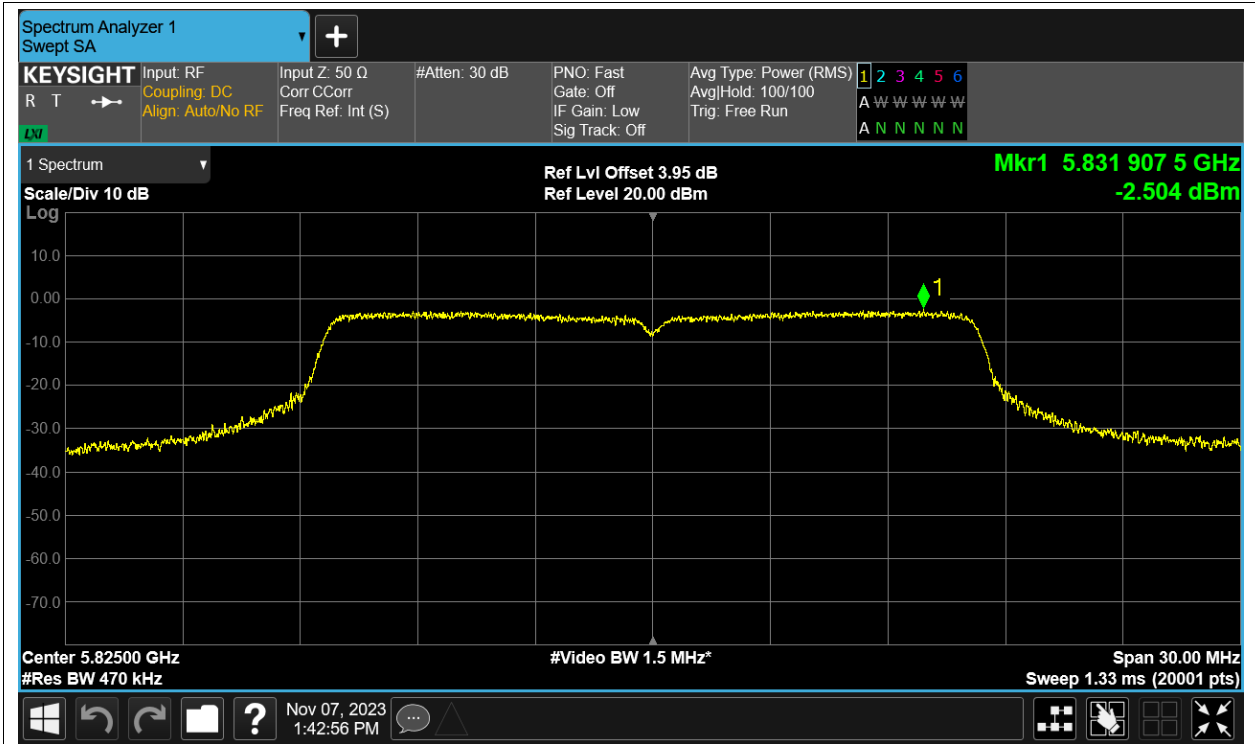 Spectrum Analyzer 1
Swept SA
KEYSIGHT
R T
LXI
Input: RF
Coupling: DC
Align: Auto/No RF
Input Z: 50 Ω
Corr CCorr
Freq Ref: Int (S)
#Atten: 30 dB
PNO: Fast
Gate: Off
IF Gain: Low
Sig Track: Off
Avg Type: Power (RMS)
Avg|Hold: 100/100
Trig: Free Run
1 2 3 4 5 6
A W W W W W
A N N N N N
1 Spectrum
Scale/Div 10 dB
Log
Ref Lvl Offset 3.95 dB
Ref Level 20.00 dBm
Mkr1 5.831 907 5 GHz
-2.504 dBm
10.0
0.00
-10.0
-20.0
-30.0
-40.0
-50.0
-60.0
-70.0
1
Center 5.82500 GHz
#Res BW 470 kHz
#Video BW 1.5 MHz*
Span 30.00 MHz
Sweep 1.33 ms (20001 pts)
?
Nov 07, 2023
1:42:56 PM